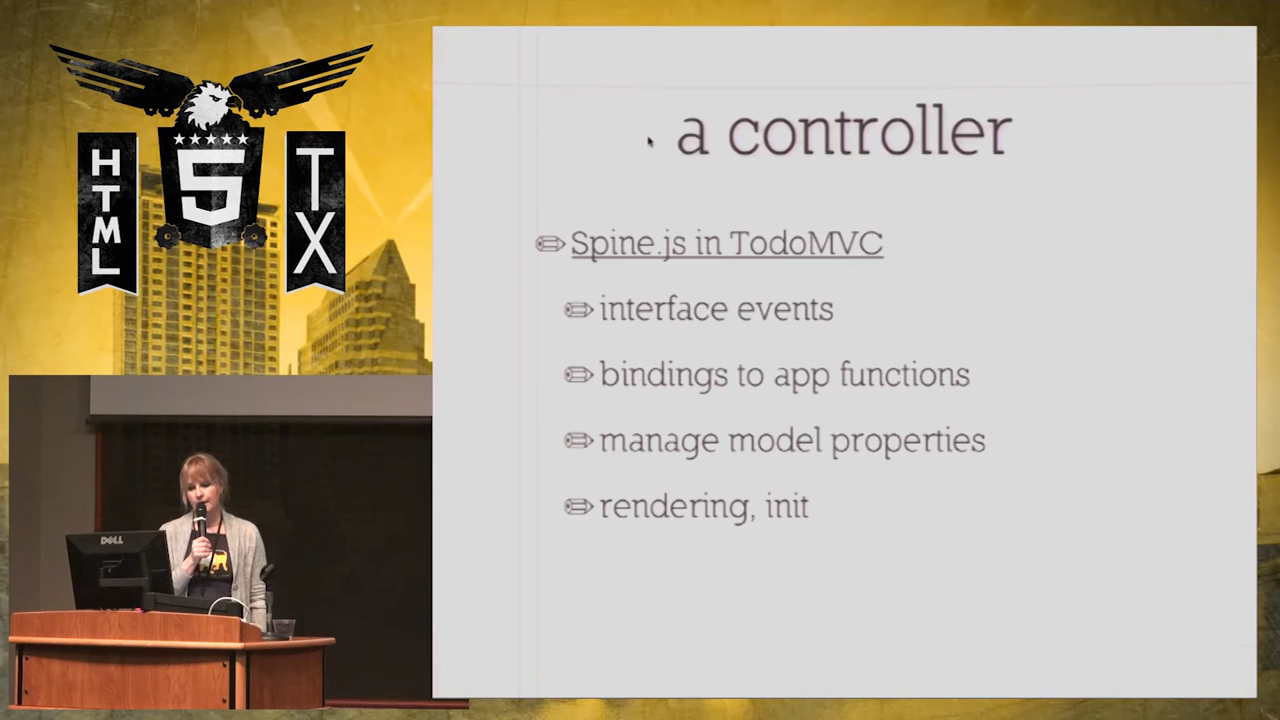 HTML
5
TX
a controller
Spine.js in TodoMVC
interface events
bindings to app functions
manage model properties
rendering, init
DELL